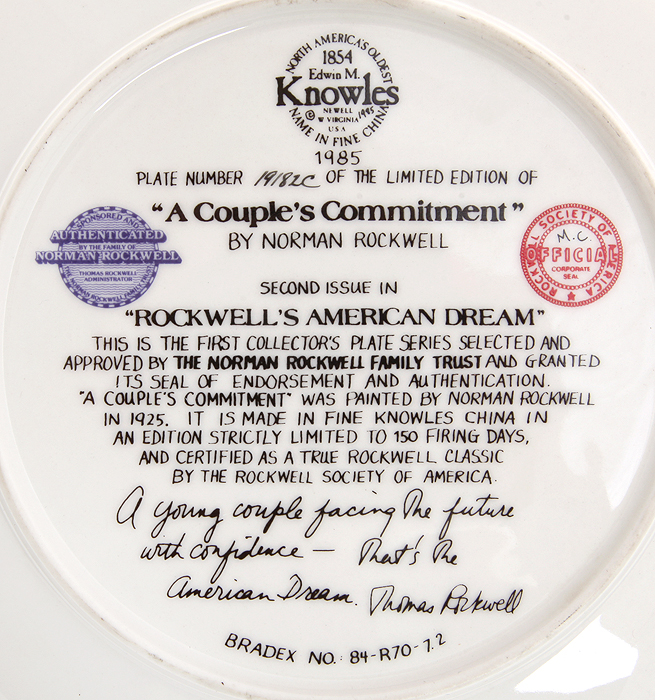 NORTH AMERICA'S OLDEST
1854
Edwin M.
Knowles
© NEWELL 1985
W VIRGINIA
USA
NAME IN FINE CHINA
1985
PLATE NUMBER 19182C OF THE LIMITED EDITION OF
"A Couple's Commitment"
BY NORMAN ROCKWELL
SPONSORED AND
AUTHENTICATED
BY THE FAMILY OF
NORMAN ROCKWELL
THOMAS ROCKWELL
ADMINISTRATOR
ROCKWELL SOCIETY OF AMERICA
M.C.
OFFICIAL
CORPORATE
SEAL
SECOND ISSUE IN
"ROCKWELL'S AMERICAN DREAM"
THIS IS THE FIRST COLLECTOR'S PLATE SERIES SELECTED AND
APPROVED BY THE NORMAN ROCKWELL FAMILY TRUST AND GRANTED
ITS SEAL OF ENDORSEMENT AND AUTHENTICATION.
"A COUPLE'S COMMITMENT" WAS PAINTED BY NORMAN ROCKWELL
IN 1925. IT IS MADE IN FINE KNOWLES CHINA IN
AN EDITION STRICTLY LIMITED TO 150 FIRING DAYS,
AND CERTIFIED AS A TRUE ROCKWELL CLASSIC
BY THE ROCKWELL SOCIETY OF AMERICA.
A young couple facing the future
with confidence — That's the
American Dream. Thomas Rockwell
BRADEX NO.: 84-R70-7.2